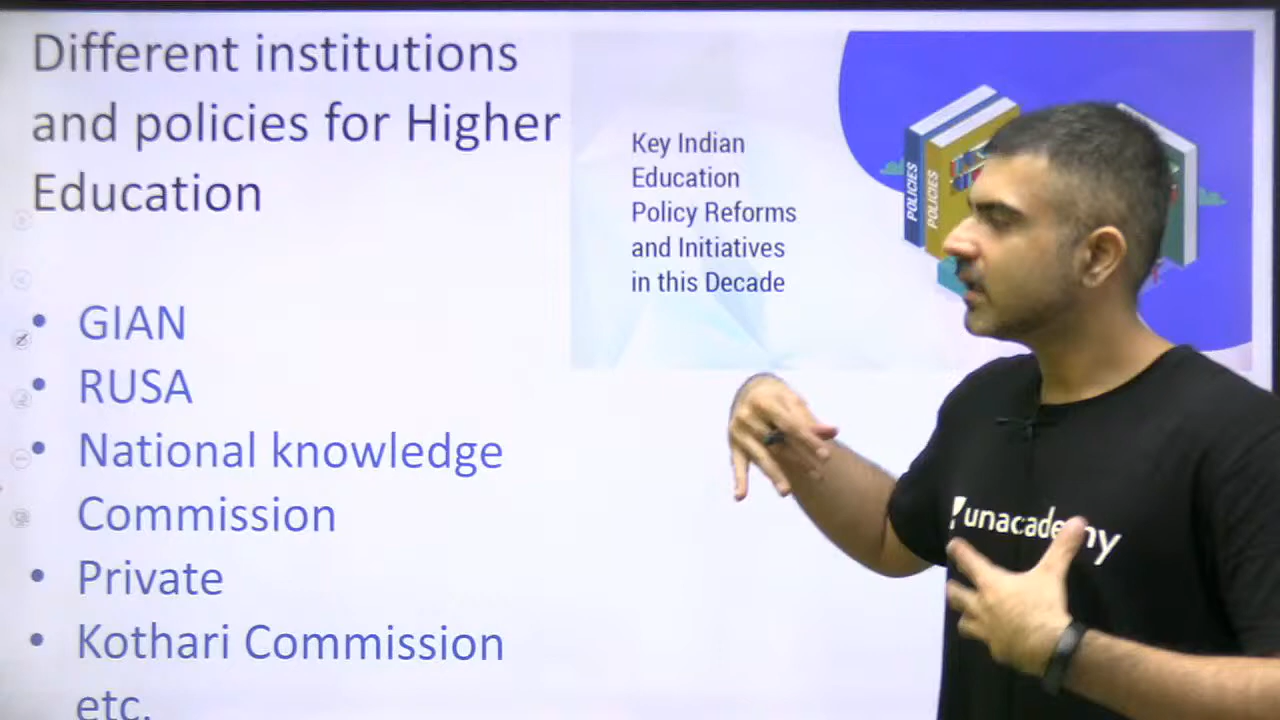 Different institutions
and policies for Higher
Education
• GIAN
• RUSA
• National knowledge
Commission
• Private
• Kothari Commission
etc.
Key Indian
Education
Policy Reforms
and Initiatives
in this Decade
POLICIES
POLICIES
unacademy